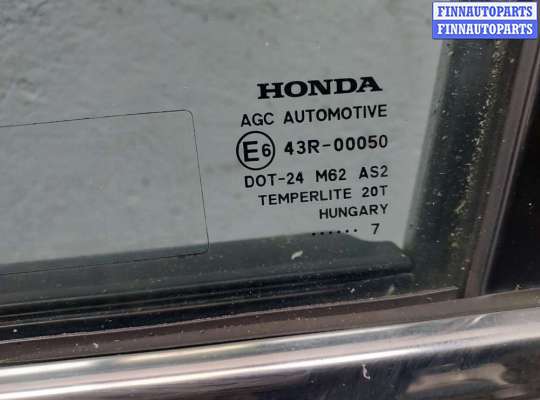 FINNAUTOPARTS
FINNAUTOPARTS
HONDA
AGC AUTOMOTIVE
E6 43R-00050
DOT-24 M62 AS2
TEMPERLITE 20T
HUNGARY
...... 7